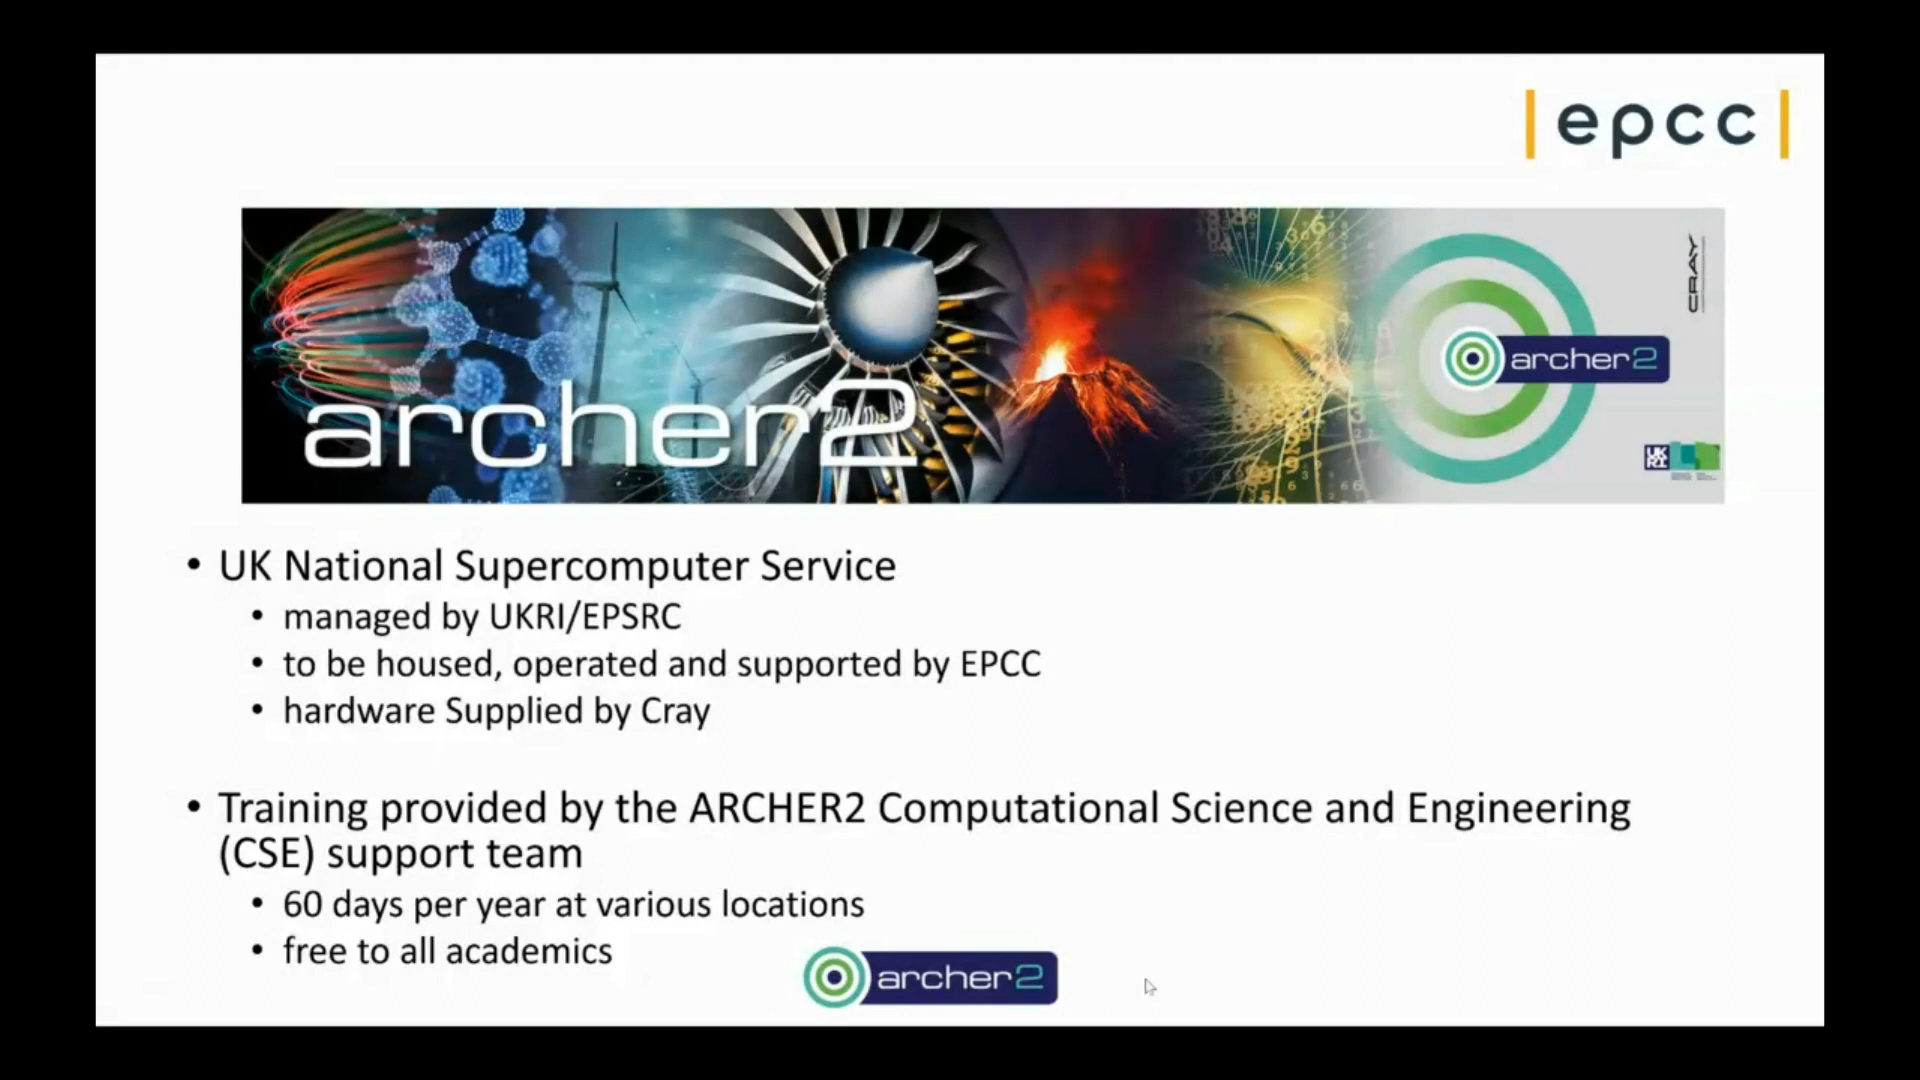 epcc
archer2
CRAY
archer2
UK
RI
• UK National Supercomputer Service
• managed by UKRI/EPSRC
• to be housed, operated and supported by EPCC
• hardware Supplied by Cray
• Training provided by the ARCHER2 Computational Science and Engineering
(CSE) support team
• 60 days per year at various locations
• free to all academics
archer2